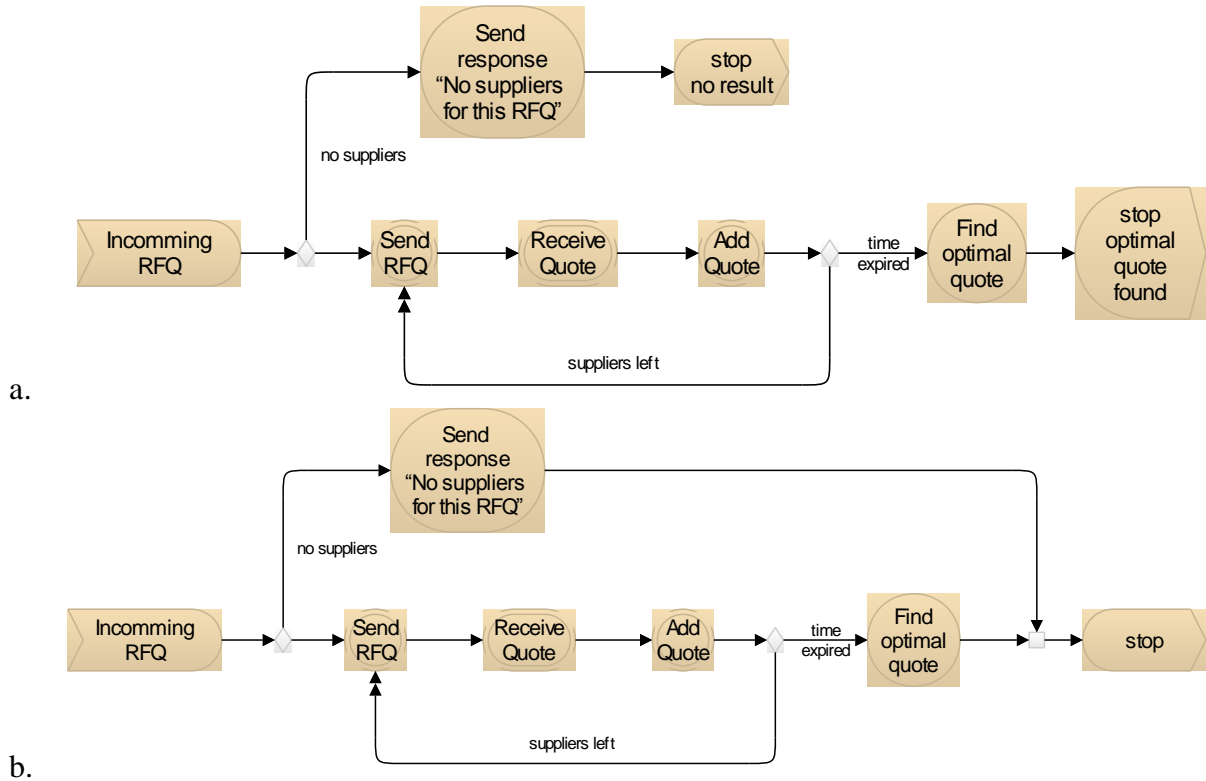 Send
response
“No suppliers
for this RFQ”
stop
no result
no suppliers
Incomming
RFQ
Send
RFQ
Receive
Quote
Add
Quote
time
expired
Find
optimal
quote
stop
optimal
quote
found
suppliers left
a.
Send
response
“No suppliers
for this RFQ”
no suppliers
Incomming
RFQ
Send
RFQ
Receive
Quote
Add
Quote
time
expired
Find
optimal
quote
stop
suppliers left
b.